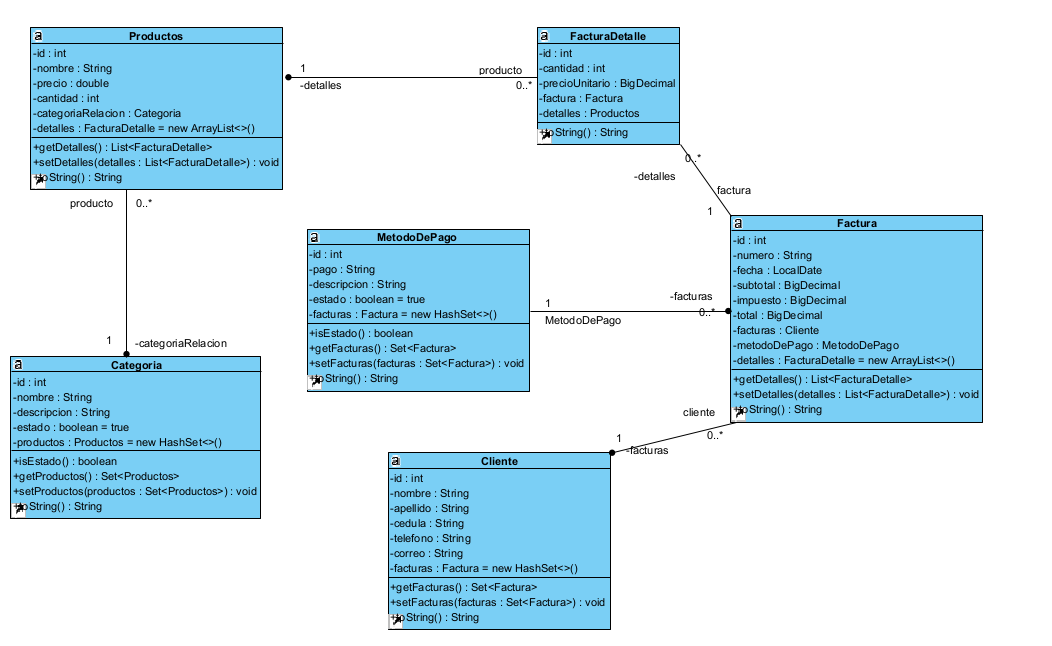 Productos
-id : int
-nombre : String
-precio : double
-cantidad : int
-categoriaRelacion : Categoria
-detalles : FacturaDetalle = new ArrayList<>()
+getDetalles() : List<FacturaDetalle>
+setDetalles(detalles : List<FacturaDetalle>) : void
+toString() : String
1
-detalles
producto
0..*
FacturaDetalle
-id : int
-cantidad : int
-precioUnitario : BigDecimal
-factura : Factura
-detalles : Productos
+toString() : String
0..*
-detalles
factura
1
producto
0..*
1
-categoriaRelacion
MetodoDePago
-id : int
-pago : String
-descripcion : String
-estado : boolean = true
-facturas : Factura = new HashSet<>()
+isEstado() : boolean
+getFacturas() : Set<Factura>
+setFacturas(facturas : Set<Factura>) : void
+toString() : String
1
MetodoDePago
-facturas
0..*
Factura
-id : int
-numero : String
-fecha : LocalDate
-subtotal : BigDecimal
-impuesto : BigDecimal
-total : BigDecimal
-facturas : Cliente
-metodoDePago : MetodoDePago
-detalles : FacturaDetalle = new ArrayList<>()
+getDetalles() : List<FacturaDetalle>
+setDetalles(detalles : List<FacturaDetalle>) : void
+toString() : String
Categoria
-id : int
-nombre : String
-descripcion : String
-estado : boolean = true
-productos : Productos = new HashSet<>()
+isEstado() : boolean
+getProductos() : Set<Productos>
+setProductos(productos : Set<Productos>) : void
+toString() : String
cliente
0..*
1
-facturas
Cliente
-id : int
-nombre : String
-apellido : String
-cedula : String
-telefono : String
-correo : String
-facturas : Factura = new HashSet<>()
+getFacturas() : Set<Factura>
+setFacturas(facturas : Set<Factura>) : void
+toString() : String